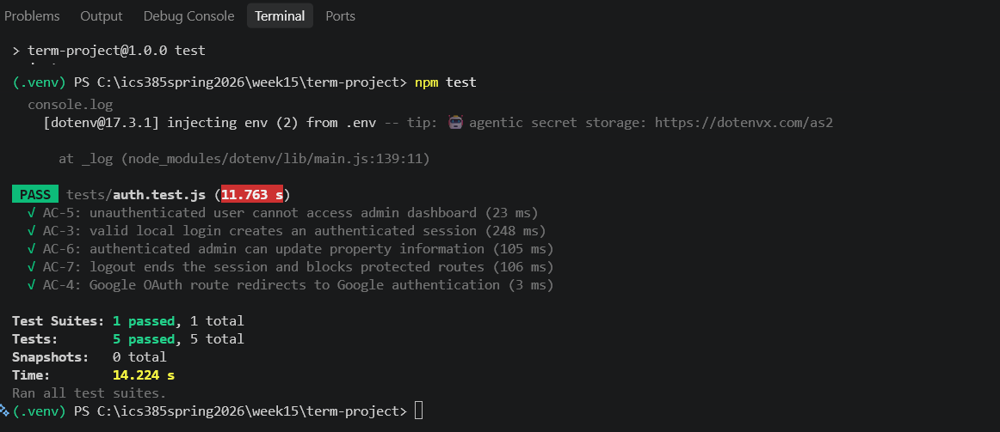 Problems Output Debug Console Terminal Ports
> term-project@1.0.0 test
(.venv) PS C:\ics385spring2026\week15\term-project> npm test
console.log
[dotenv@17.3.1] injecting env (2) from .env -- tip: 🤖 agentic secret storage: https://dotenvx.com/as2
at _log (node_modules/dotenv/lib/main.js:139:11)
PASS tests/auth.test.js (11.763 s)
√ AC-5: unauthenticated user cannot access admin dashboard (23 ms)
√ AC-3: valid local login creates an authenticated session (248 ms)
√ AC-6: authenticated admin can update property information (105 ms)
√ AC-7: logout ends the session and blocks protected routes (106 ms)
√ AC-4: Google OAuth route redirects to Google authentication (3 ms)
Test Suites: 1 passed, 1 total
Tests: 5 passed, 5 total
Snapshots: 0 total
Time: 14.224 s
Ran all test suites.
(.venv) PS C:\ics385spring2026\week15\term-project>